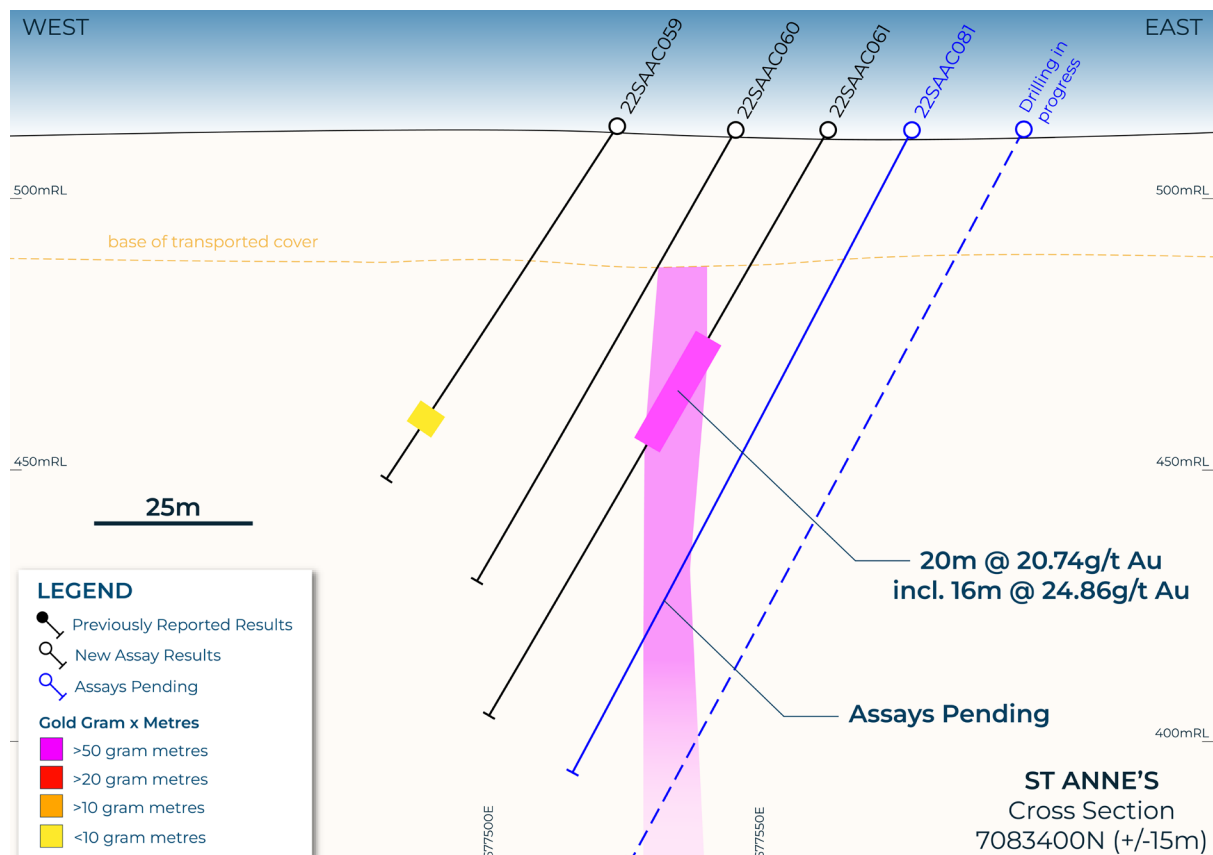 WEST
EAST
22SAAC059
22SAAC060
22SAAC061
22SAAC081
Drilling in
progress
500mRL
500mRL
base of transported cover
450mRL
450mRL
25m
20m @ 20.74g/t Au
incl. 16m @ 24.86g/t Au
LEGEND
Previously Reported Results
New Assay Results
Assays Pending
Gold Gram x Metres
>50 gram metres
>20 gram metres
>10 gram metres
<10 gram metres
Assays Pending
400mRL
ST ANNE'S
Cross Section
7083400N (+/-15m)